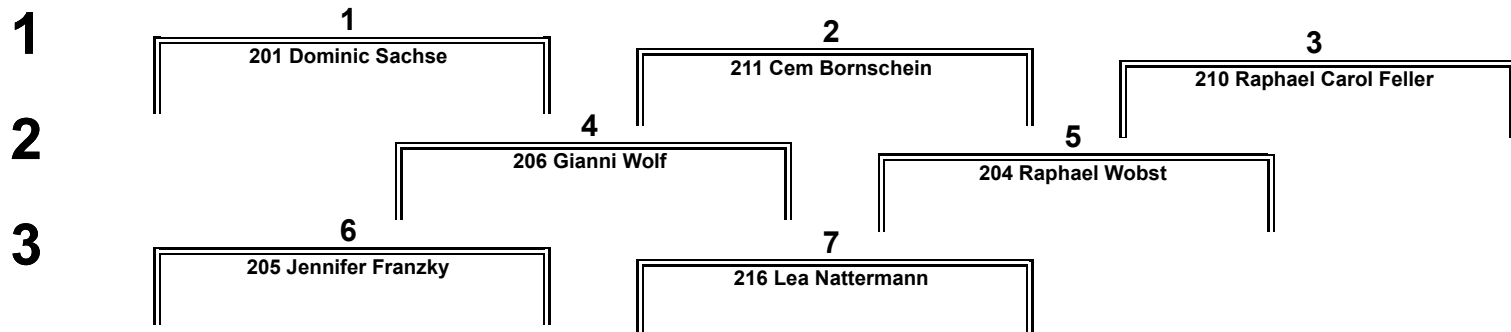 1
1
2
3
201 Dominic Sachse
211 Cem Bornschein
210 Raphael Carol Feller
2
4
5
206 Gianni Wolf
204 Raphael Wobst
3
6
7
205 Jennifer Franzky
216 Lea Nattermann